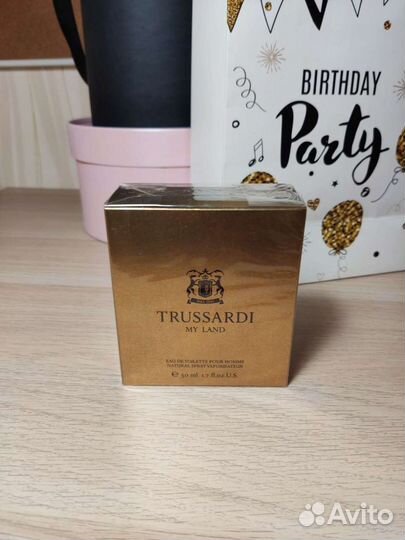 BIRTHDAY
Party
TRUSSARDI
MY LAND
EAU DE TOILETTE POUR HOMME
NATURAL SPRAY VAPORISATEUR
℮ 50 ml 1.7 fl.oz.U.S.
Avito